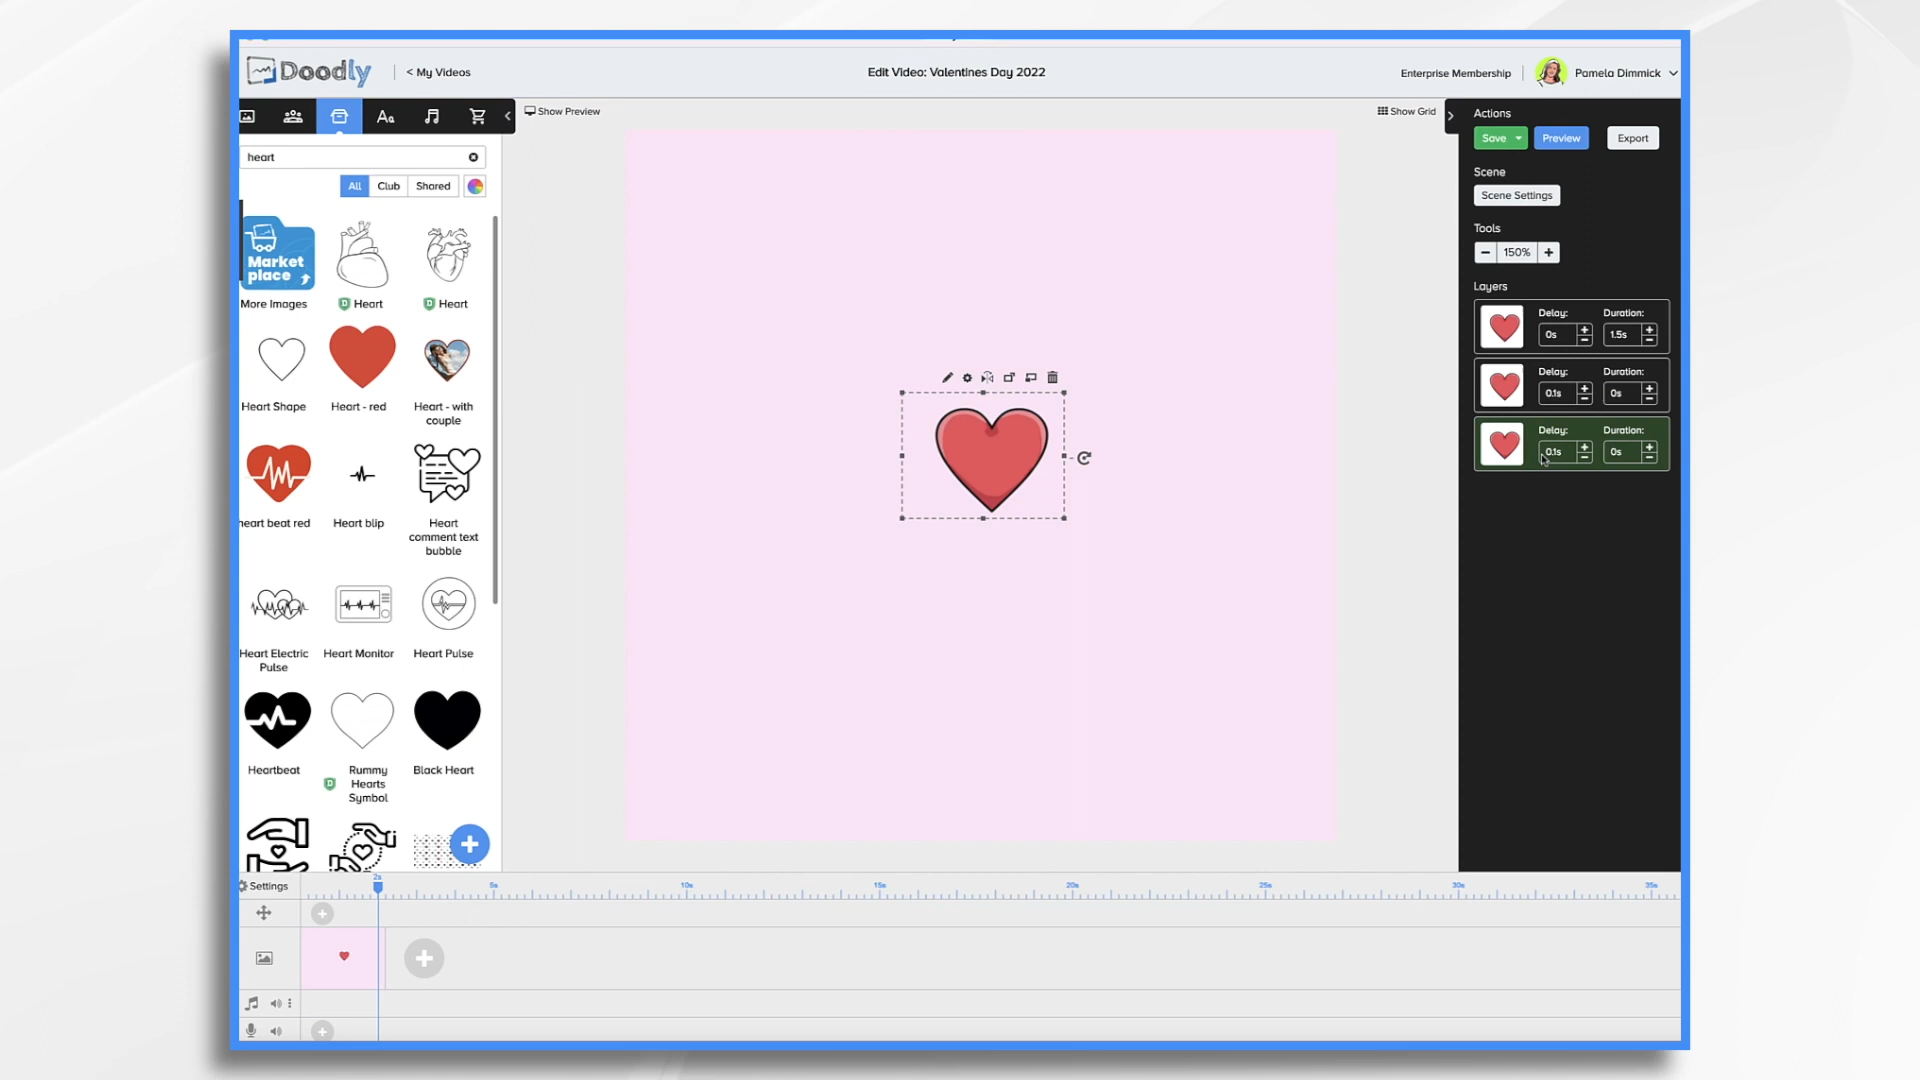 Doodly
< My Videos
Edit Video: Valentines Day 2022
Enterprise Membership
Pamela Dimmick
Aa
Show Preview
Show Grid
heart
All
Club
Shared
Market
place
More Images
Heart
Heart
Heart Shape
Heart - red
Heart - with
couple
heart beat red
Heart blip
Heart
comment text
bubble
Heart Electric
Pulse
Heart Monitor
Heart Pulse
Heartbeat
Rummy
Hearts
Symbol
Black Heart
Actions
Save
Preview
Export
Scene
Scene Settings
Tools
150%
Layers
Delay:
Duration:
0s
1.5s
Delay:
Duration:
0.1s
0s
Delay:
Duration:
0.1s
0s
Settings
2s
5s
10s
15s
20s
25s
30s
35s